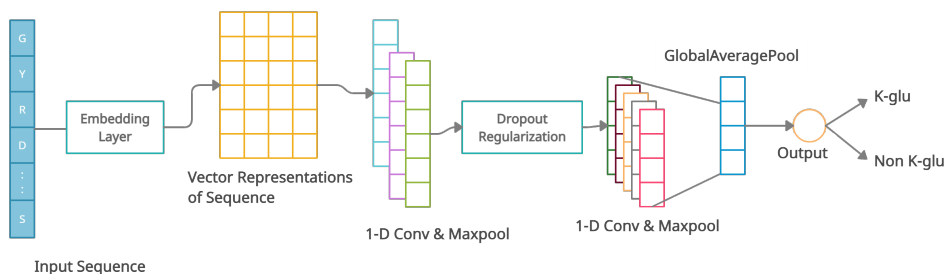 G
Y
R
D
:
:
S
Input Sequence
Embedding
Layer
Vector Representations
of Sequence
1-D Conv & Maxpool
Dropout
Regularization
1-D Conv & Maxpool
GlobalAveragePool
Output
K-glu
Non K-glu